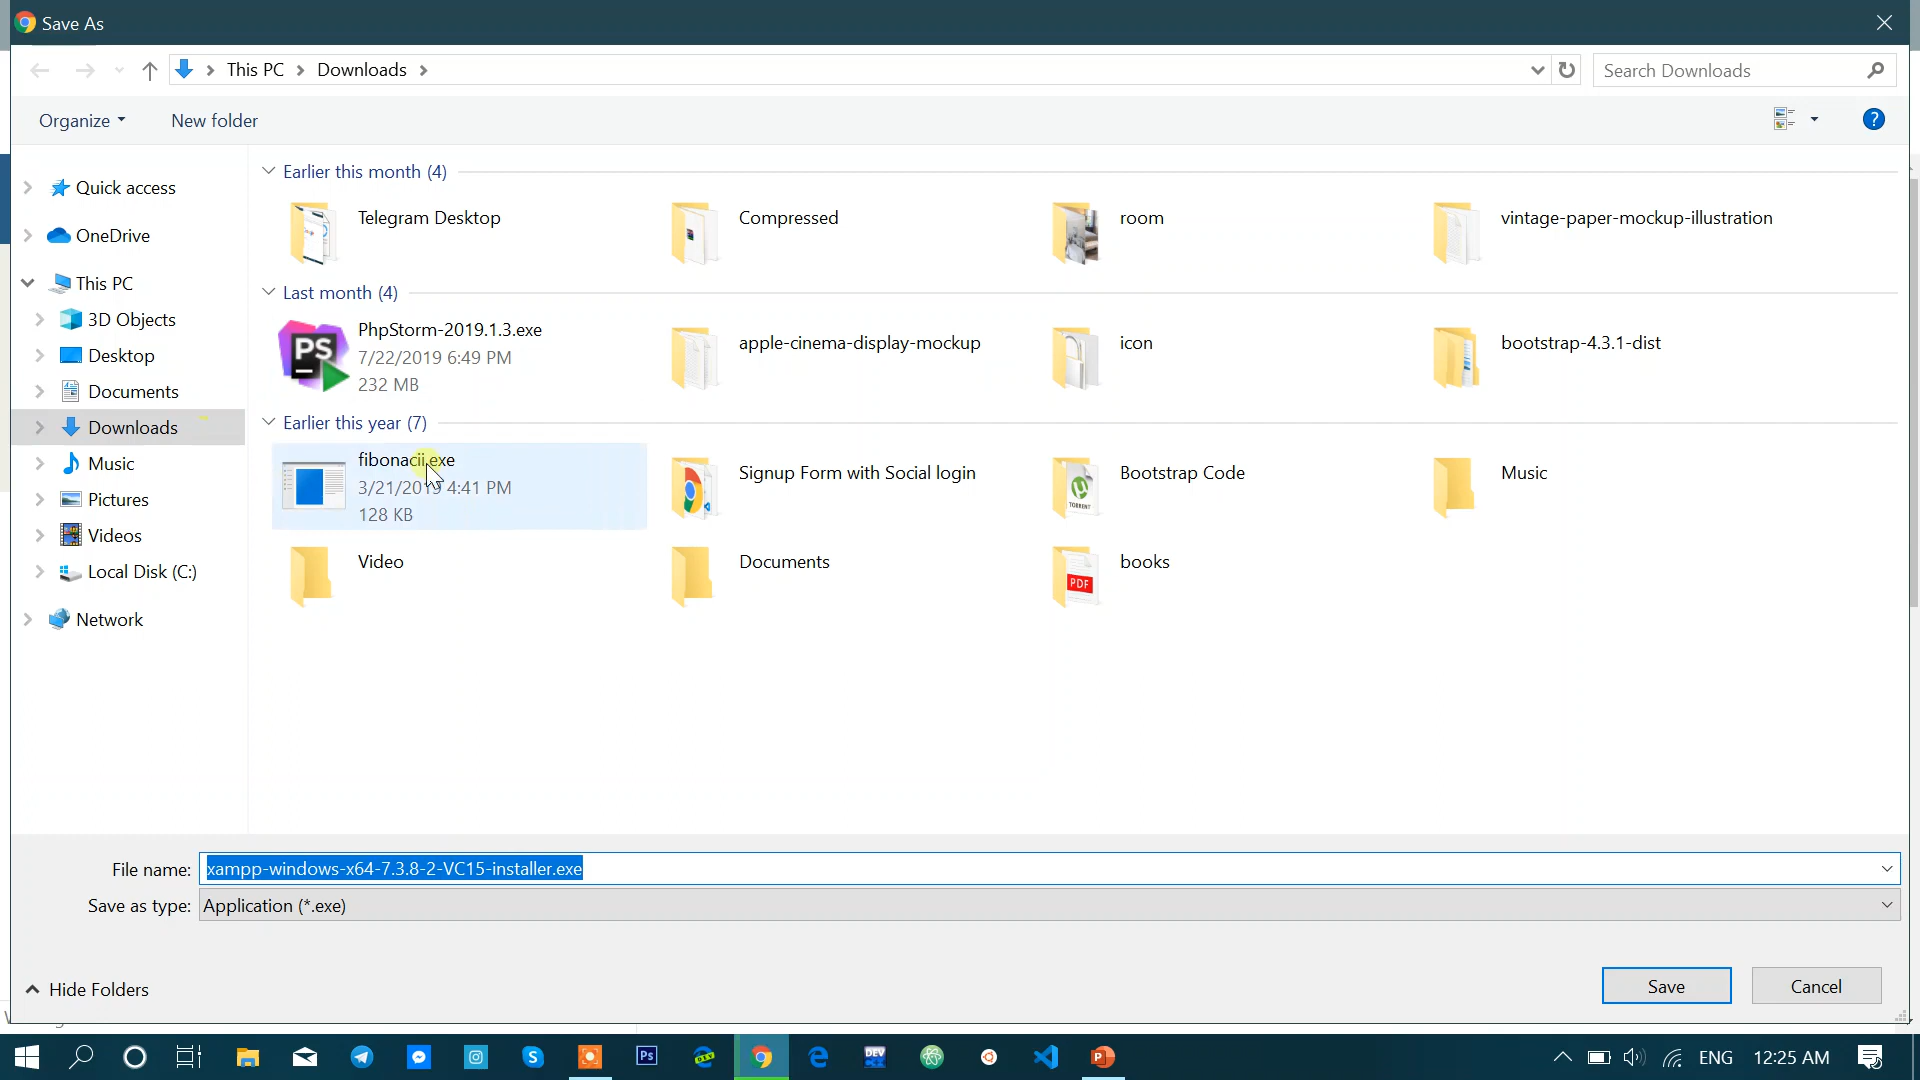 Save As
This PC
Downloads
Search Downloads
Organize
New folder
?
Quick access
OneDrive
This PC
3D Objects
Desktop
Documents
Downloads
Music
Pictures
Videos
Local Disk (C:)
Network
Earlier this month (4)
Telegram Desktop
Compressed
room
vintage-paper-mockup-illustration
Last month (4)
PS
PhpStorm-2019.1.3.exe
7/22/2019 6:49 PM
232 MB
apple-cinema-display-mockup
icon
bootstrap-4.3.1-dist
Earlier this year (7)
fibonacii.exe
3/21/2019 4:41 PM
128 KB
Signup Form with Social login
TORRENT
Bootstrap Code
Music
Video
Documents
PDF
books
File name: xampp-windows-x64-7.3.8-2-VC15-installer.exe
Save as type: Application (*.exe)
Hide Folders
Save
Cancel
Ps
DEV
ENG
12:25 AM